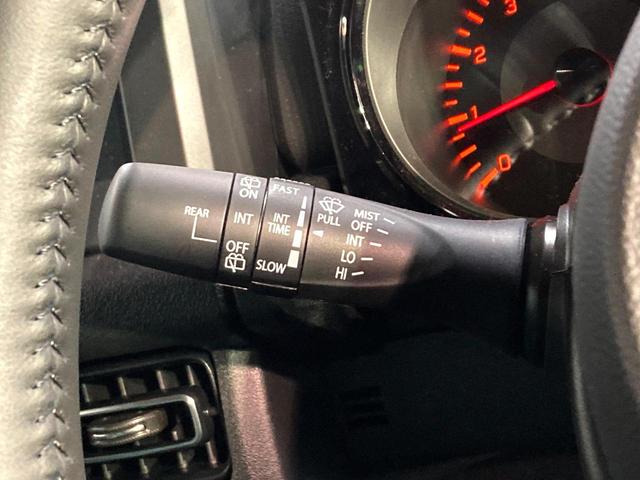 3
2
1
0
REAR
ON
INT
OFF
FAST
INT
TIME
SLOW
PULL
MIST
OFF
INT
LO
HI